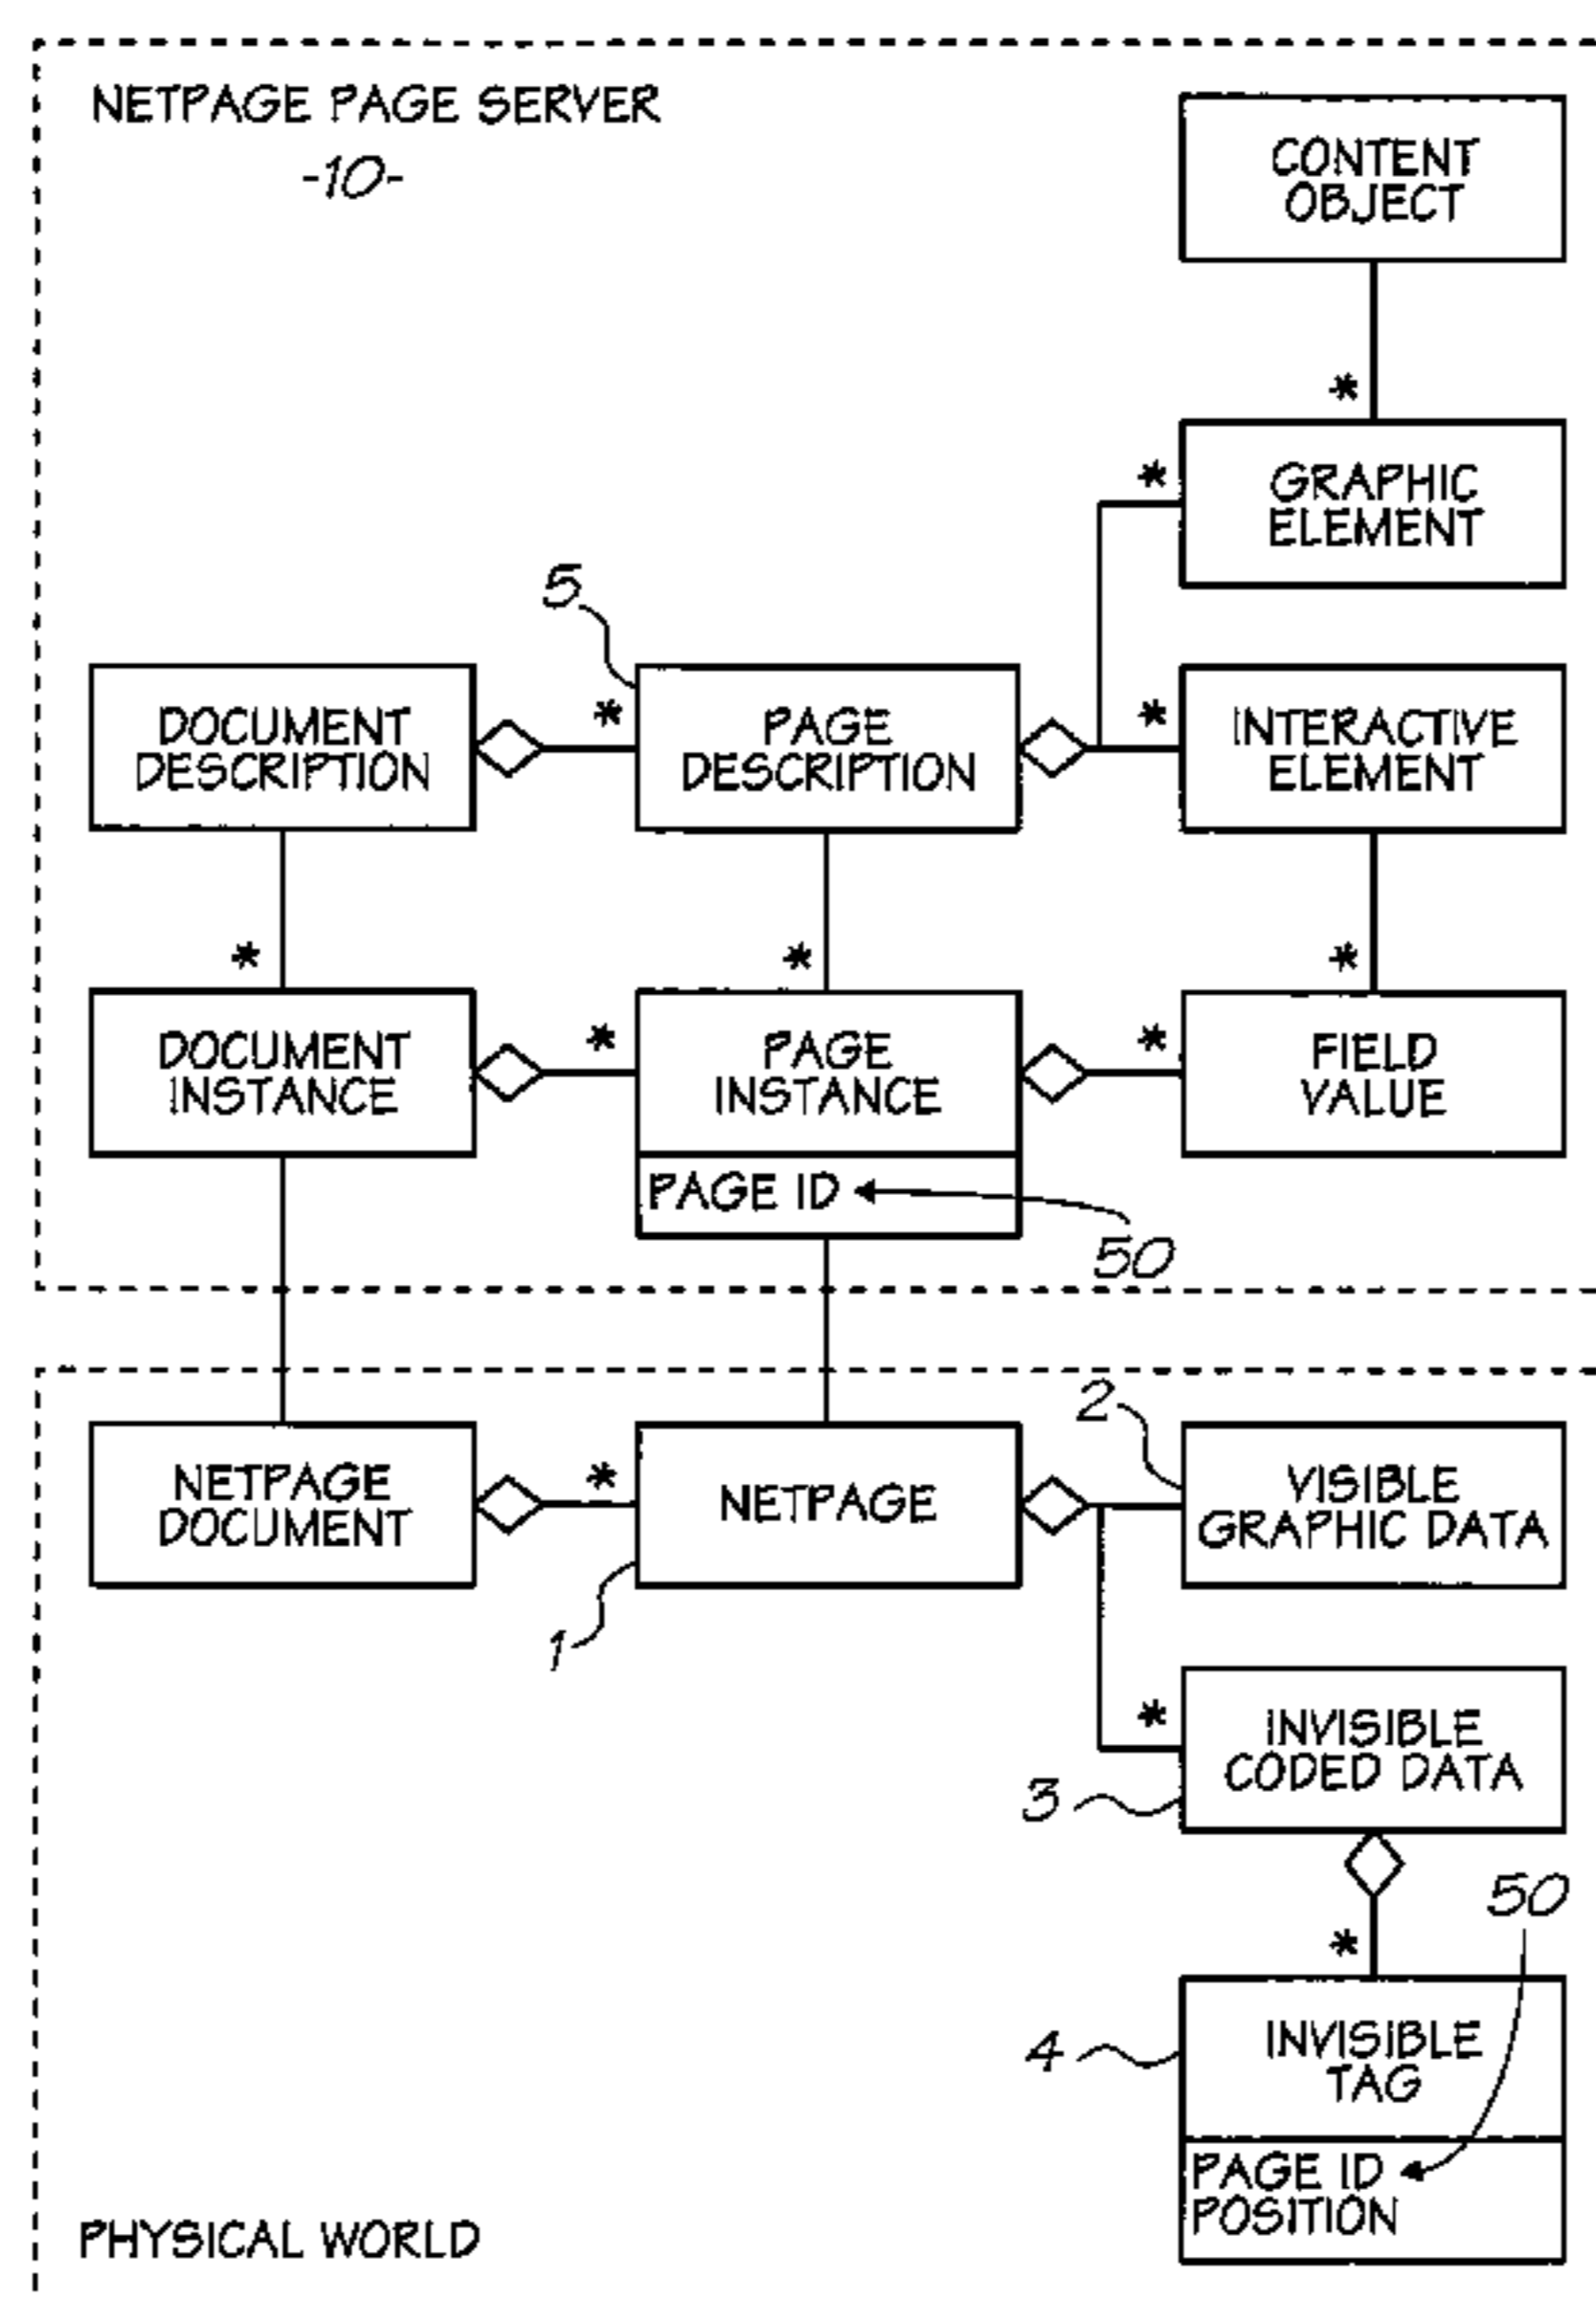 NETPAGE PAGE SERVER
-10-
CONTENT
OBJECT
*
*
GRAPHIC
ELEMENT
5
DOCUMENT
DESCRIPTION
*
PAGE
DESCRIPTION
*
INTERACTIVE
ELEMENT
*
*
*
DOCUMENT
INSTANCE
*
PAGE
INSTANCE
*
FIELD
VALUE
PAGE ID
50
2
NETPAGE
DOCUMENT
*
NETPAGE
VISIBLE
GRAPHIC DATA
1
*
INVISIBLE
CODED DATA
3
50
*
4
INVISIBLE
TAG
PAGE ID
POSITION
PHYSICAL WORLD